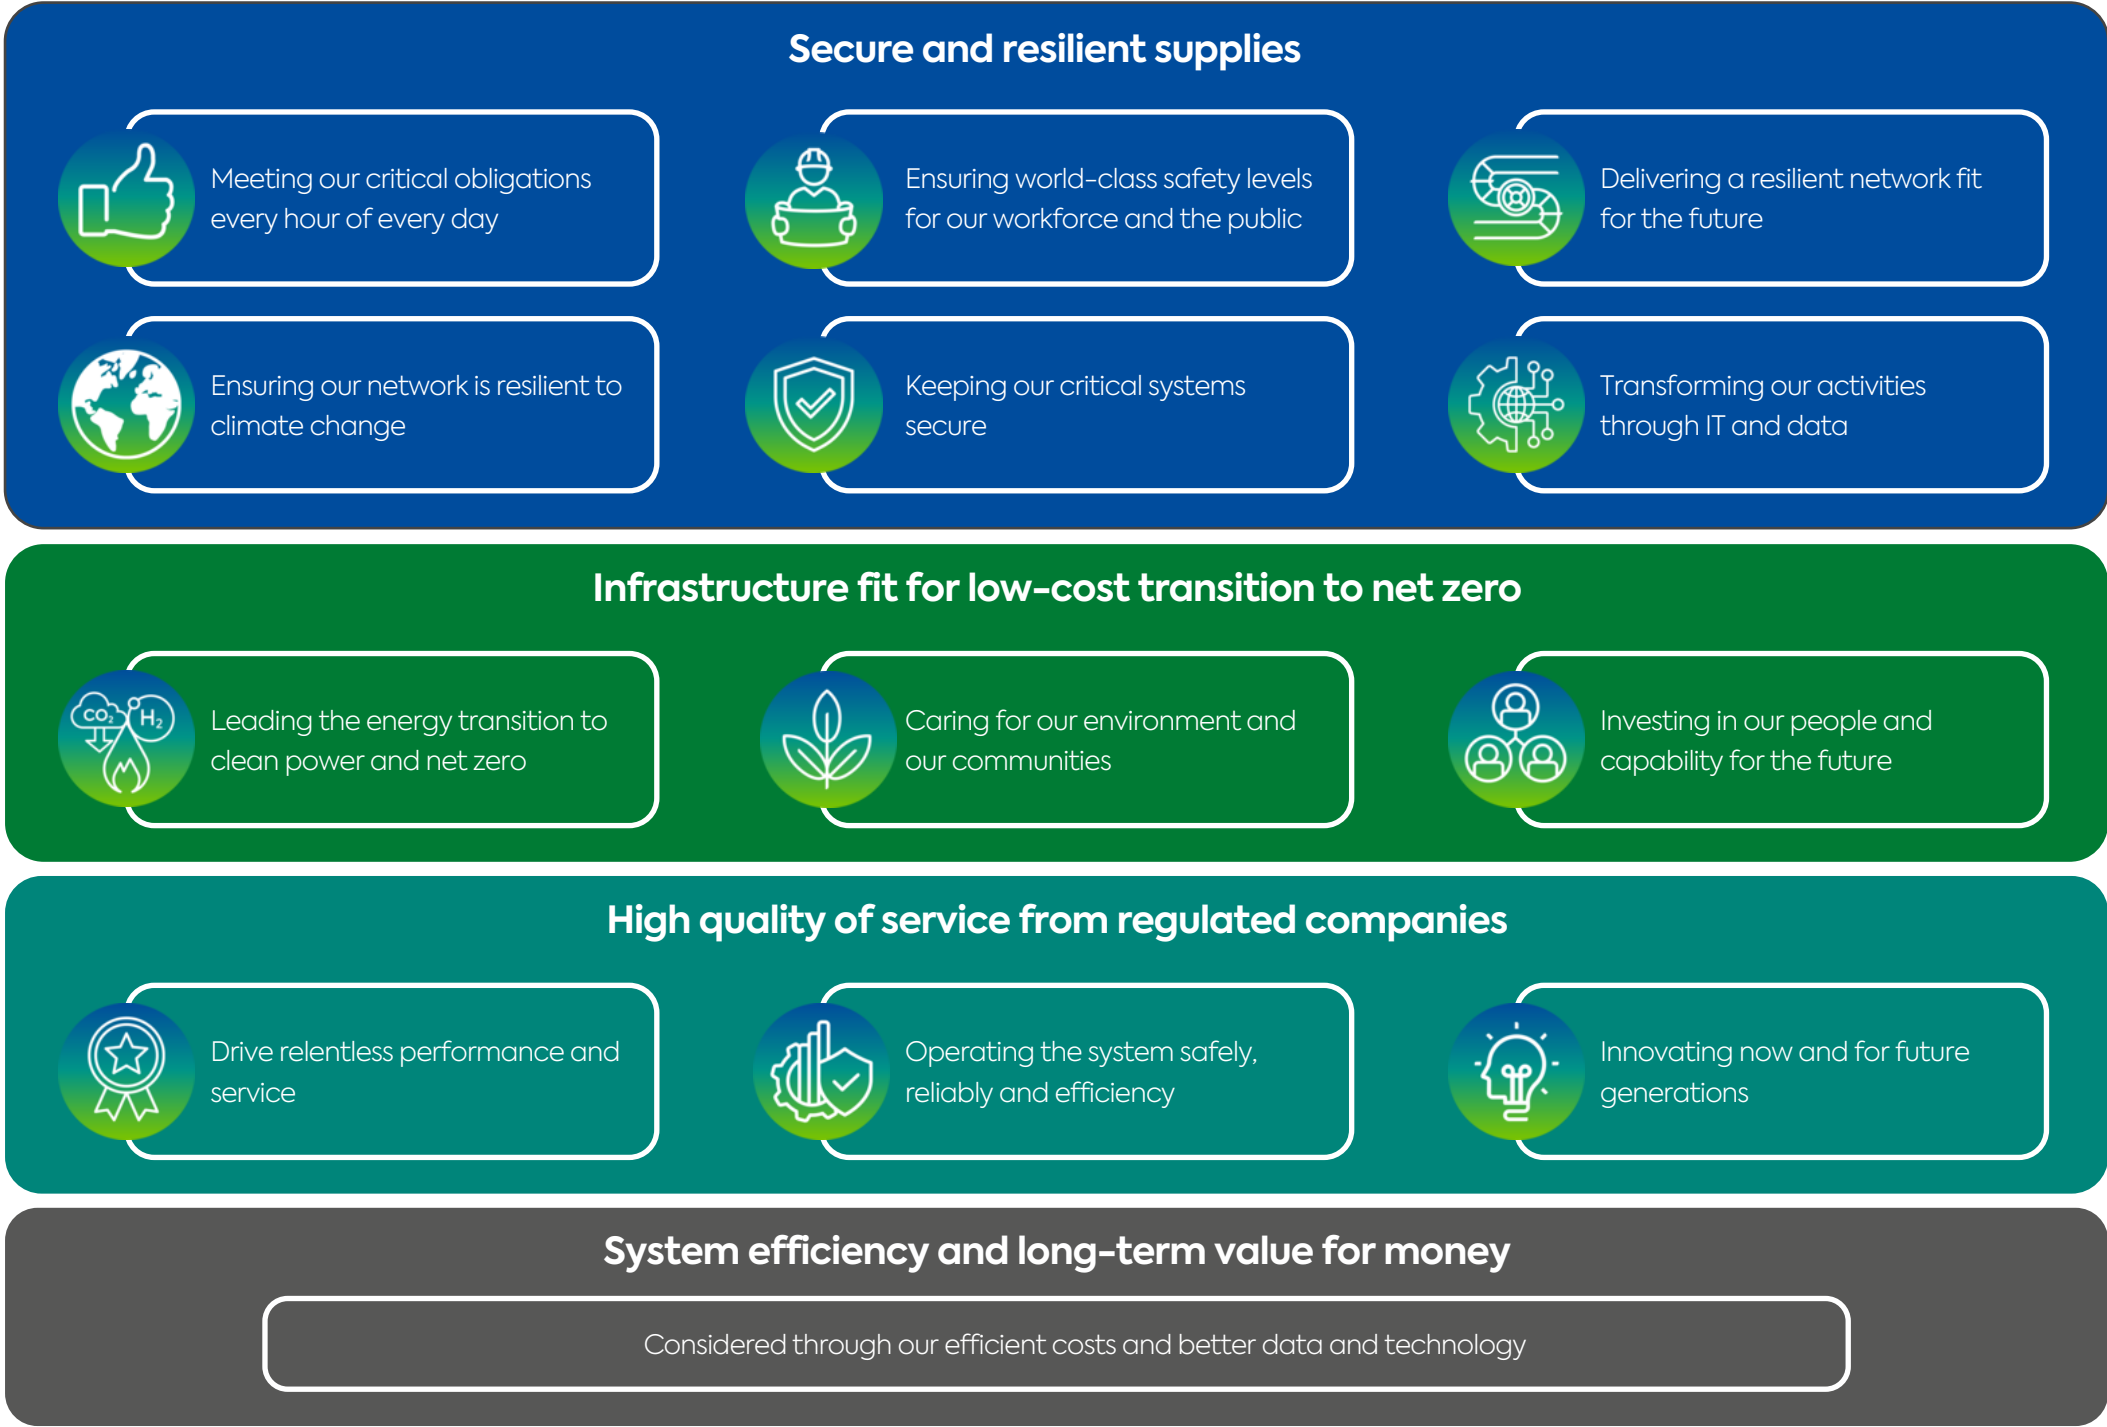 Secure and resilient supplies
Meeting our critical obligations
every hour of every day
Ensuring world-class safety levels
for our workforce and the public
Delivering a resilient network fit
for the future
Ensuring our network is resilient to
climate change
Keeping our critical systems
secure
Transforming our activities
through IT and data
Infrastructure fit for low-cost transition to net zero
CO₂
H₂
Leading the energy transition to
clean power and net zero
Caring for our environment and
our communities
Investing in our people and
capability for the future
High quality of service from regulated companies
Drive relentless performance and
service
Operating the system safely,
reliably and efficiency
Innovating now and for future
generations
System efficiency and long-term value for money
Considered through our efficient costs and better data and technology